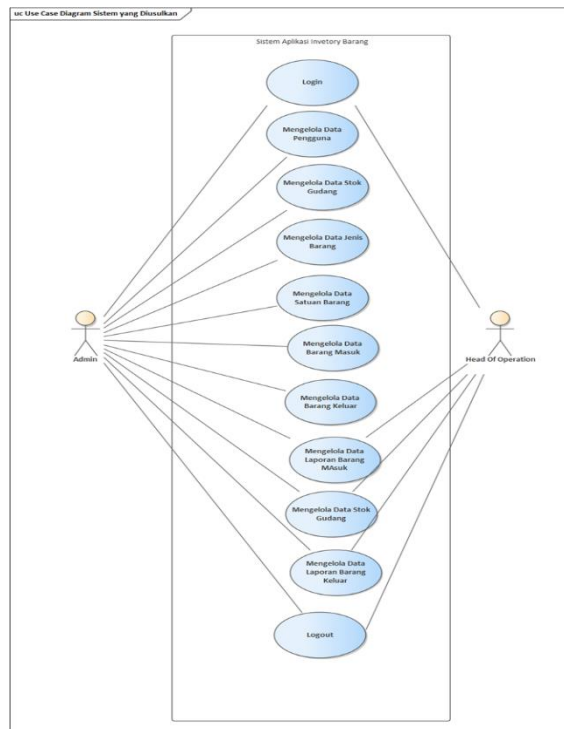 uc Use Case Diagram Sistem yang Diusulkan
Sistem Aplikasi Invetory Barang
Login
Mengelola Data
Pengguna
Mengelola Data Stok
Gudang
Mengelola Data Jenis
Barang
Mengelola Data
Satuan Barang
Mengelola Data
Barang Masuk
Admin
Head Of Operation
Mengelola Data
Barang Keluar
Mengelola Data
Laporan Barang
MAsuk
Mengelola Data Stok
Gudang
Mengelola Data
Laporan Barang
Keluar
Logout